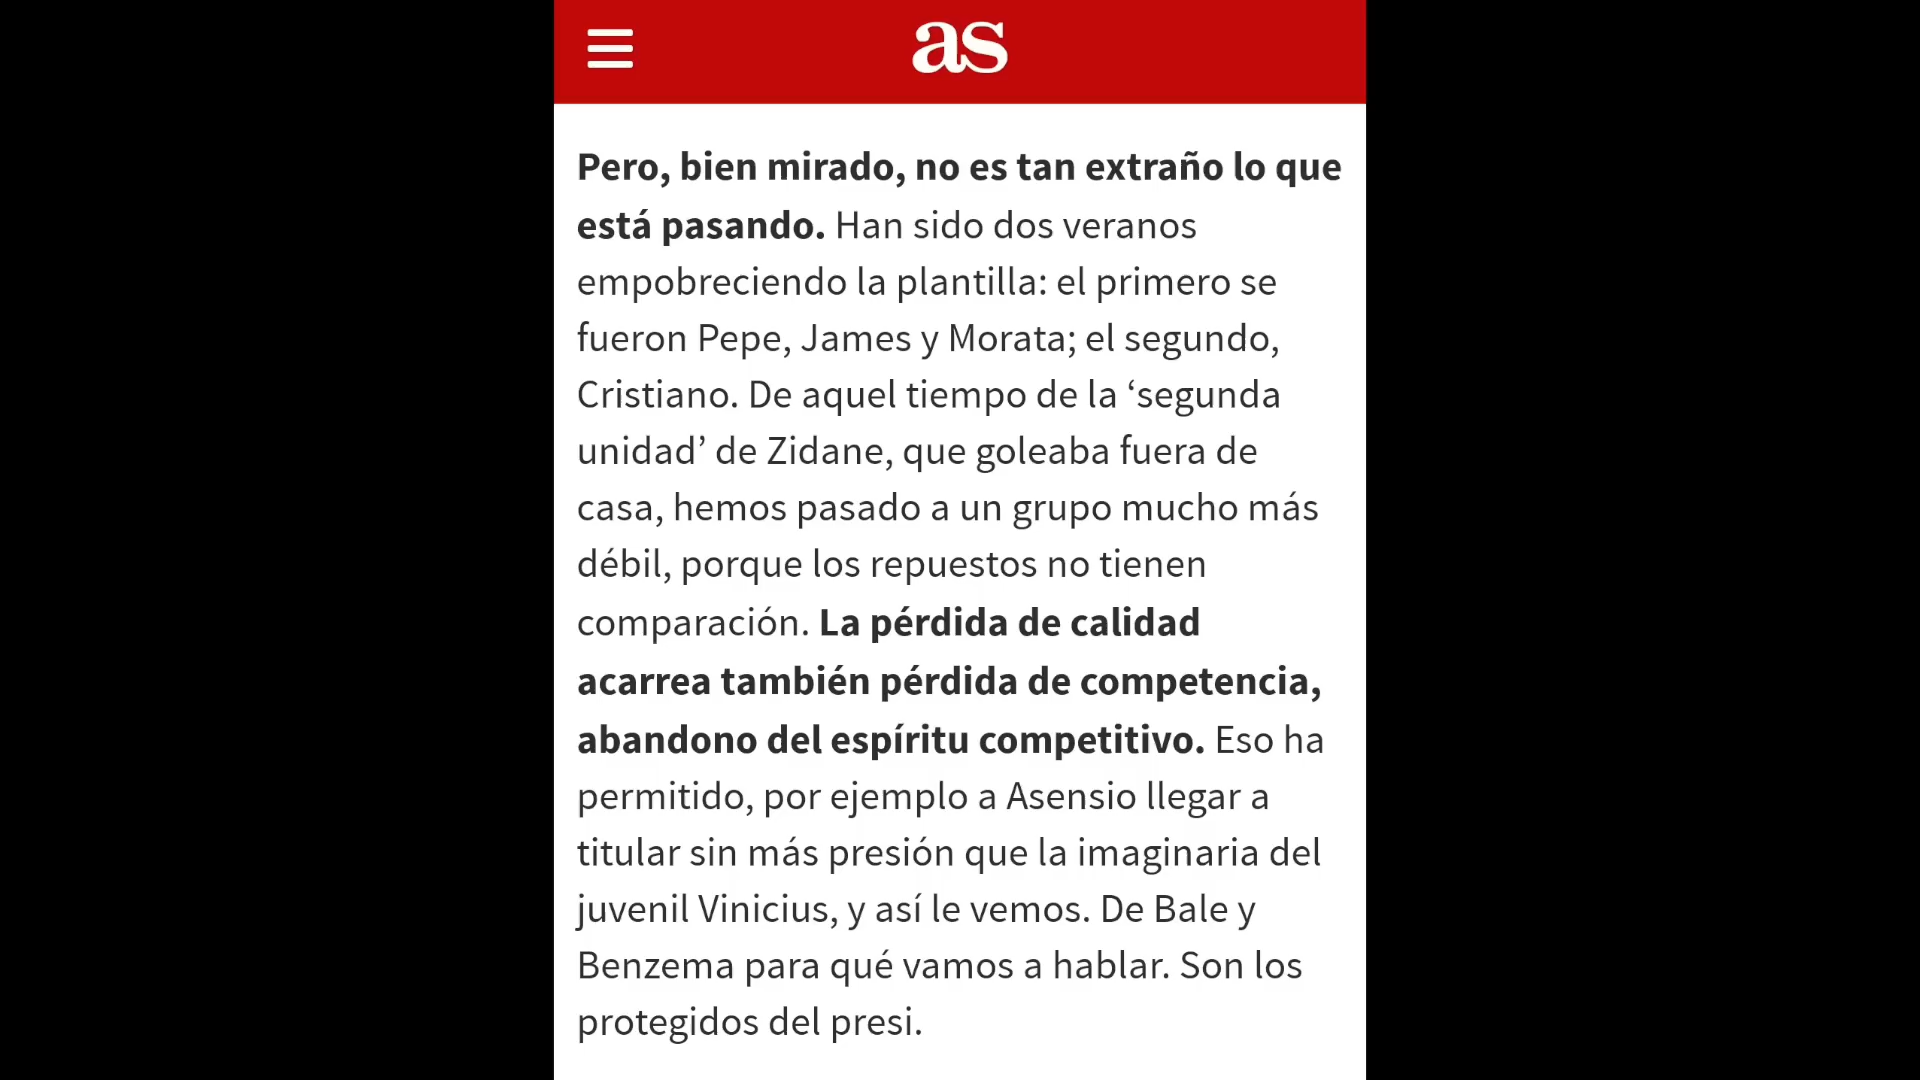 as
Pero, bien mirado, no es tan extraño lo que
está pasando. Han sido dos veranos
empobreciendo la plantilla: el primero se
fueron Pepe, James y Morata; el segundo,
Cristiano. De aquel tiempo de la ‘segunda
unidad’ de Zidane, que goleaba fuera de
casa, hemos pasado a un grupo mucho más
débil, porque los repuestos no tienen
comparación. La pérdida de calidad
acarrea también pérdida de competencia,
abandono del espíritu competitivo. Eso ha
permitido, por ejemplo a Asensio llegar a
titular sin más presión que la imaginaria del
juvenil Vinicius, y así le vemos. De Bale y
Benzema para qué vamos a hablar. Son los
protegidos del presi.